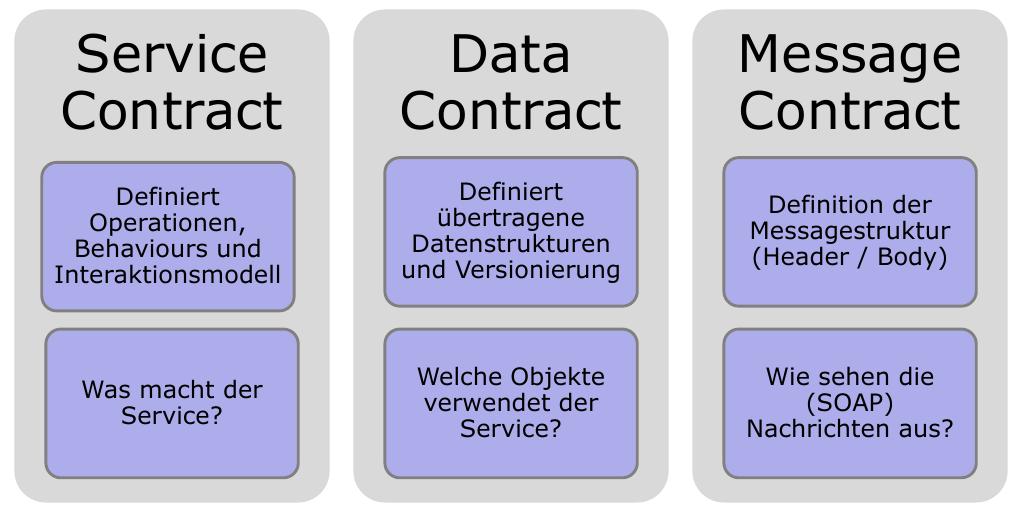 Service
Contract
Definiert
Operationen,
Behaviours und
Interaktionsmodell
Was macht der
Service?
Data
Contract
Definiert
übertragene
Datenstrukturen
und Versionierung
Welche Objekte
verwendet der
Service?
Message
Contract
Definition der
Messagestruktur
(Header / Body)
Wie sehen die
(SOAP)
Nachrichten aus?